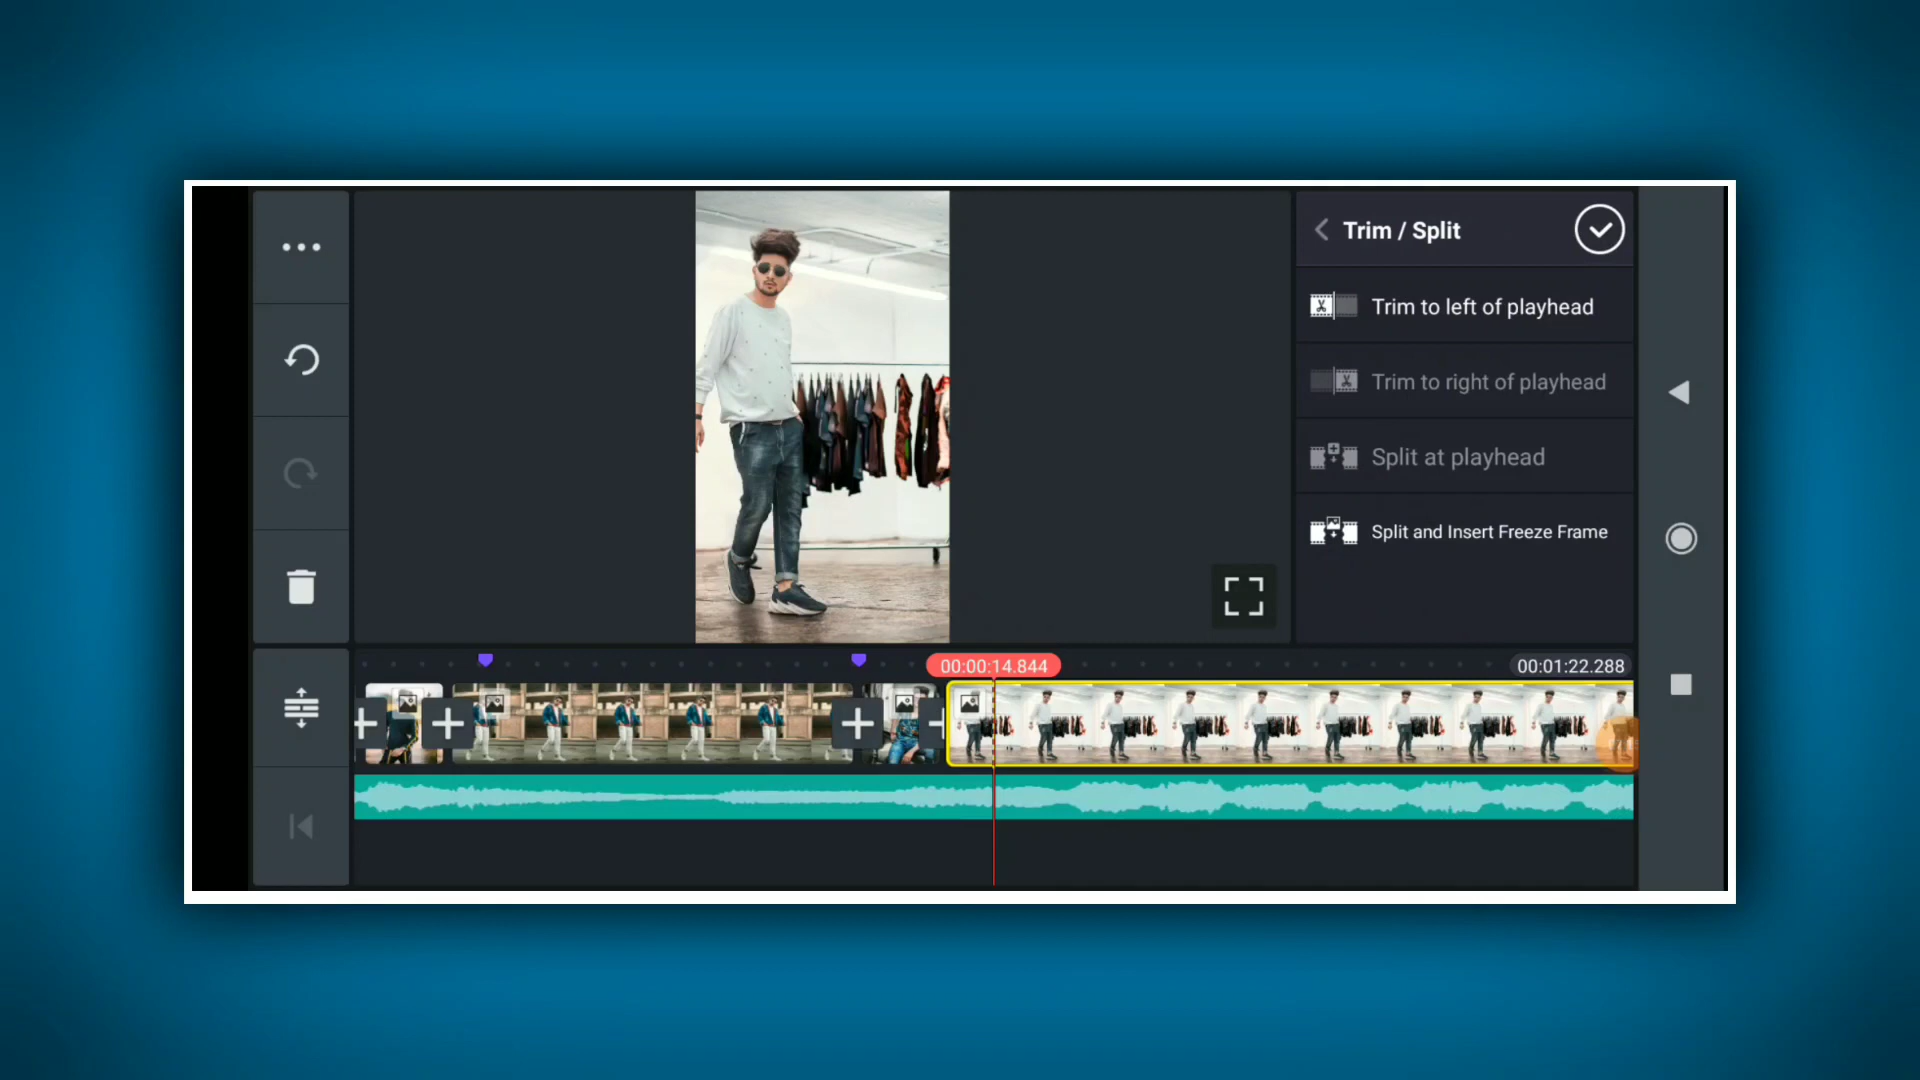 Trim / Split
Trim to left of playhead
Trim to right of playhead
Split at playhead
Split and Insert Freeze Frame
00:00:14.844
00:01:22.288